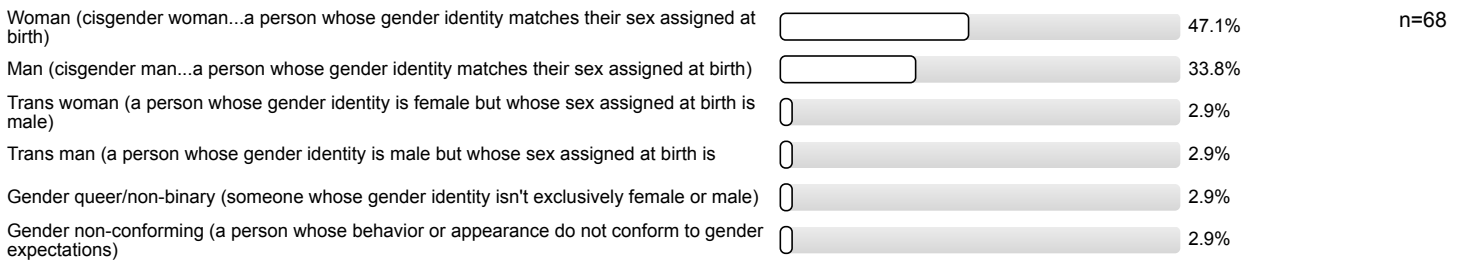 Woman (cisgender woman...a person whose gender identity matches their sex assigned at
birth)
47.1%
n=68
Man (cisgender man...a person whose gender identity matches their sex assigned at birth)
33.8%
Trans woman (a person whose gender identity is female but whose sex assigned at birth is
male)
2.9%
Trans man (a person whose gender identity is male but whose sex assigned at birth is
2.9%
Gender queer/non-binary (someone whose gender identity isn't exclusively female or male)
2.9%
Gender non-conforming (a person whose behavior or appearance do not conform to gender
expectations)
2.9%